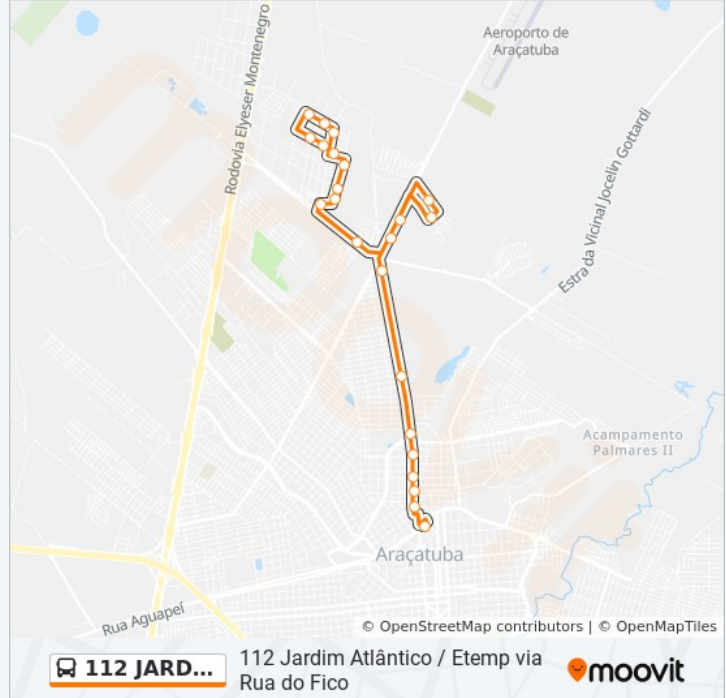 Aeroporto de
Araçatuba
Rodovia Elyeser Montenegro
Estra da Vicinal Jocelin Gottardi
Acampamento
Palmares II
Araçatuba
Rua Aguapeí
© OpenStreetMap contributors | © OpenMapTiles
112 JARD...
112 Jardim Atlântico / Etemp via
Rua do Fico
moovit